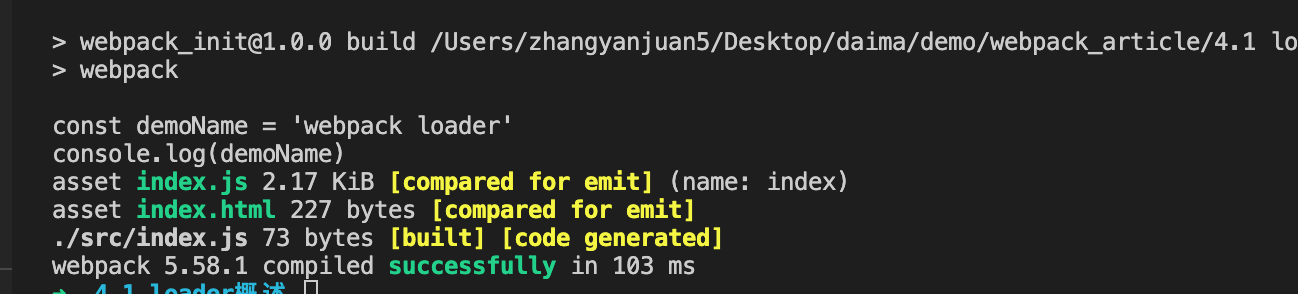 > webpack_init@1.0.0 build /Users/zhangyanjuan5/Desktop/daima/demo/webpack_article/4.1 lo
> webpack
const demoName = 'webpack loader'
console.log(demoName)
asset index.js 2.17 KiB [compared for emit] (name: index)
asset index.html 227 bytes [compared for emit]
./src/index.js 73 bytes [built] [code generated]
webpack 5.58.1 compiled successfully in 103 ms
→ 4.1 loader概述